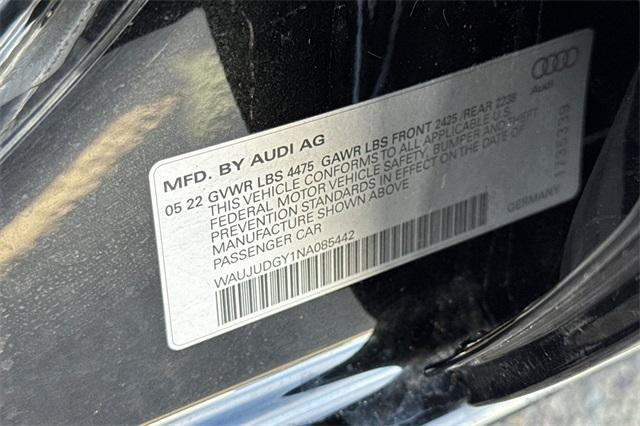 Audi
MFD. BY AUDI AG
05 22 GVWR LBS 4475 GAWR LBS FRONT 2425 / REAR 2238
THIS VEHICLE CONFORMS TO ALL APPLICABLE U.S.
FEDERAL MOTOR VEHICLE SAFETY, BUMPER AND THEFT
PREVENTION STANDARDS IN EFFECT ON THE DATE OF
MANUFACTURE SHOWN ABOVE
PASSENGER CAR
WAUJUDGY1NA085442
GERMANY
1735339